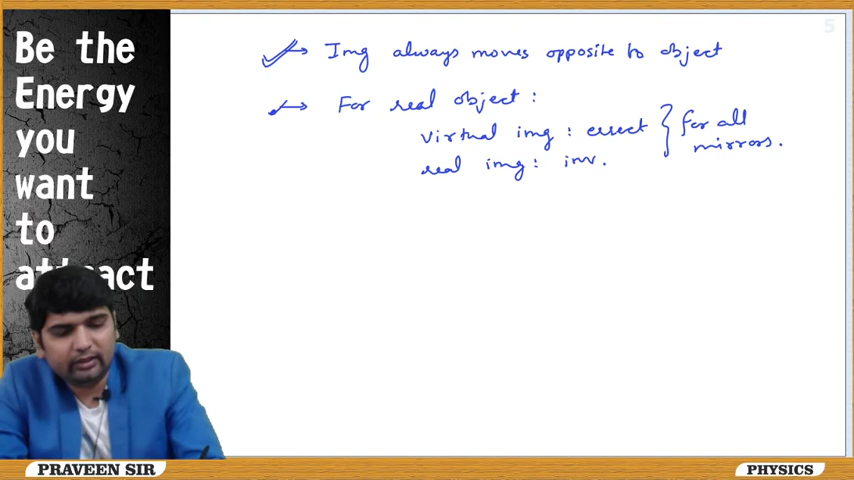 Be the
Energy
you
want
to
attract
5
Img always moves opposite to object
For real object :
virtual img : erect
real img : inv.
for all
mirrors.
PRAVEEN SIR
PHYSICS